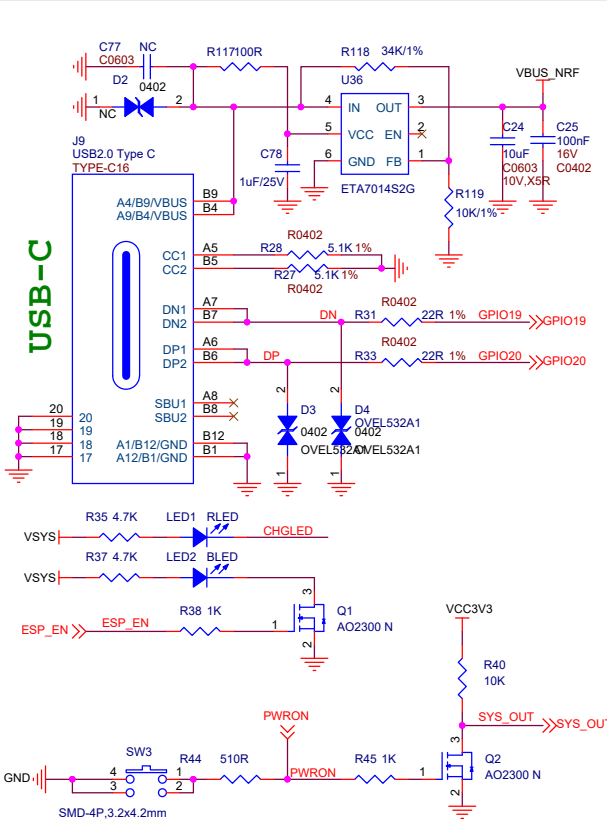 C77 NC
C0603
D2
0402
1
2
NC
R117100R
R118 34K/1%
U36
4 IN OUT 3
5 VCC EN 2
6 GND FB 1
ETA7014S2G
VBUS_NRF
C24
10uF
C0603
10V,X5R
C25
100nF
16V
C0402
C78
1uF/25V
R119
10K/1%
J9
USB2.0 Type C
TYPE-C16
USB-C
A4/B9/VBUS B9
A9/B4/VBUS B4
CC1 A5
CC2 B5
R28 R0402 5.1K 1%
R27 5.1K 1%
R0402
DN1 A7
DN2 B7
DN
R31 R0402 22R 1% GPIO19 GPIO19
DP1 A6
DP2 B6
DP
R33 R0402 22R 1% GPIO20 GPIO20
SBU1 A8
SBU2 B8
A1/B12/GND B12
A12/B1/GND B1
20 20
19 19
18 18
17 17
2
D3
0402
OVEL532A1
1
2
D4
OVEL532A1
0402
OVEL532A1
1
VSYS R35 4.7K LED1 RLED CHGLED
VSYS R37 4.7K LED2 BLED
ESP_EN ESP_EN R38 1K 1
3
Q1
AO2300 N
2
VCC3V3
R40
10K
SYS_OUT SYS_OUT
PWRON
PWRON
GND
SW3
4 1
3 2
SMD-4P,3.2x4.2mm
R44 510R
R45 1K
1
3
Q2
AO2300 N
2